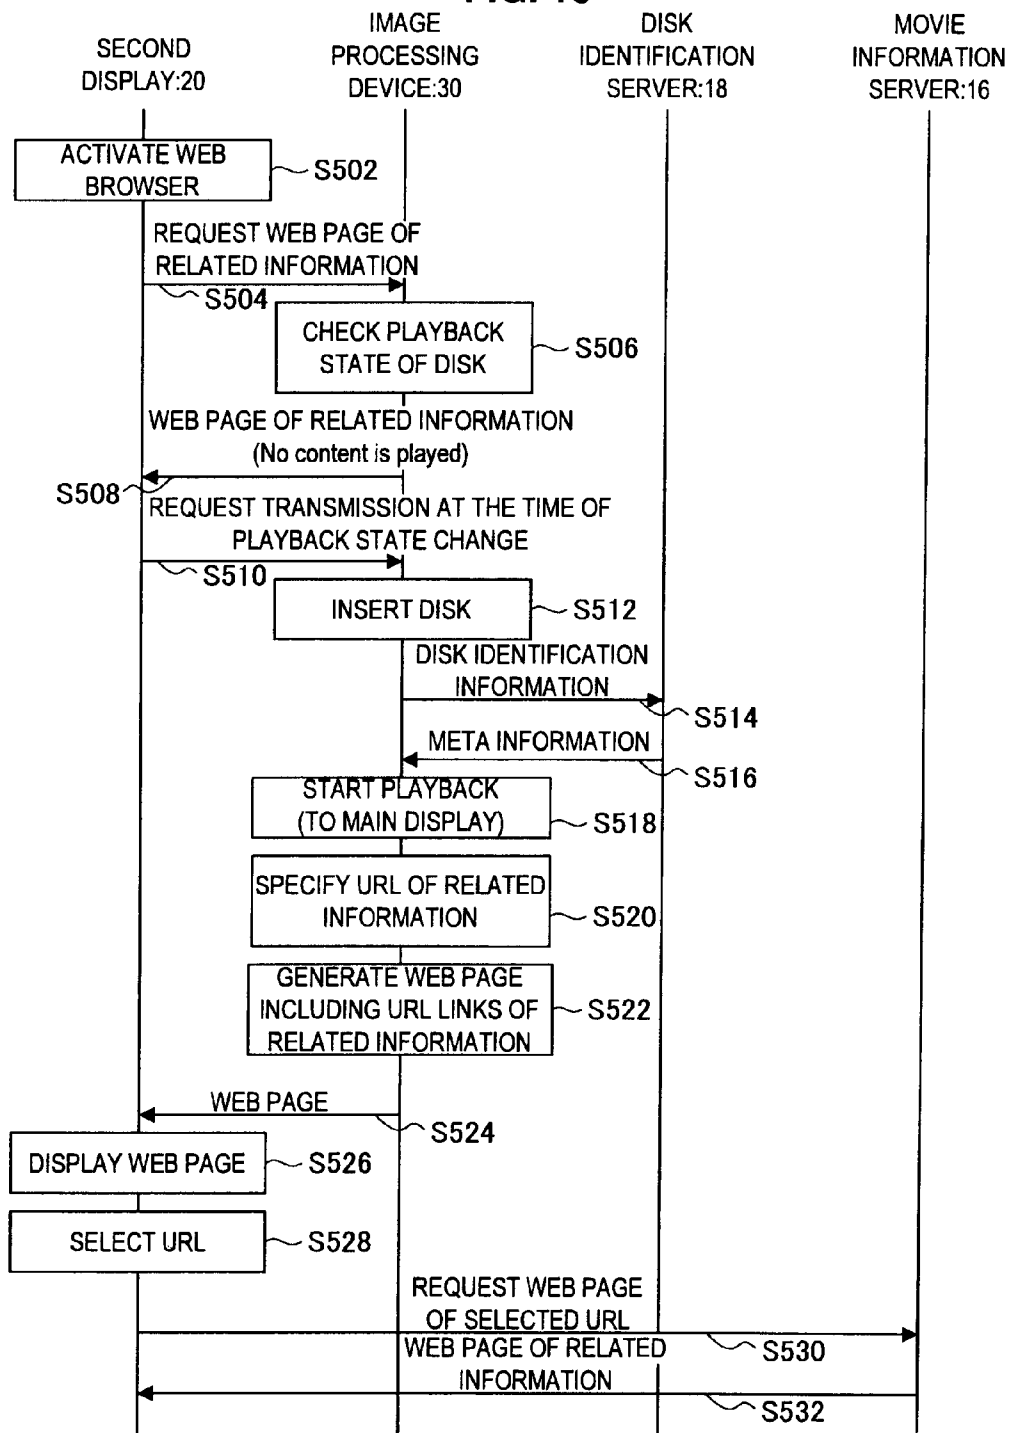 SECOND
DISPLAY:20
IMAGE
PROCESSING
DEVICE:30
DISK
IDENTIFICATION
SERVER:18
MOVIE
INFORMATION
SERVER:16
ACTIVATE WEB
BROWSER
S502
REQUEST WEB PAGE OF
RELATED INFORMATION
S504
CHECK PLAYBACK
STATE OF DISK
S506
WEB PAGE OF RELATED INFORMATION
(No content is played)
S508
REQUEST TRANSMISSION AT THE TIME OF
PLAYBACK STATE CHANGE
S510
INSERT DISK
S512
DISK IDENTIFICATION
INFORMATION
S514
META INFORMATION
S516
START PLAYBACK
(TO MAIN DISPLAY)
S518
SPECIFY URL OF RELATED
INFORMATION
S520
GENERATE WEB PAGE
INCLUDING URL LINKS OF
RELATED INFORMATION
S522
WEB PAGE
S524
DISPLAY WEB PAGE
S526
SELECT URL
S528
REQUEST WEB PAGE
OF SELECTED URL
S530
WEB PAGE OF RELATED
INFORMATION
S532